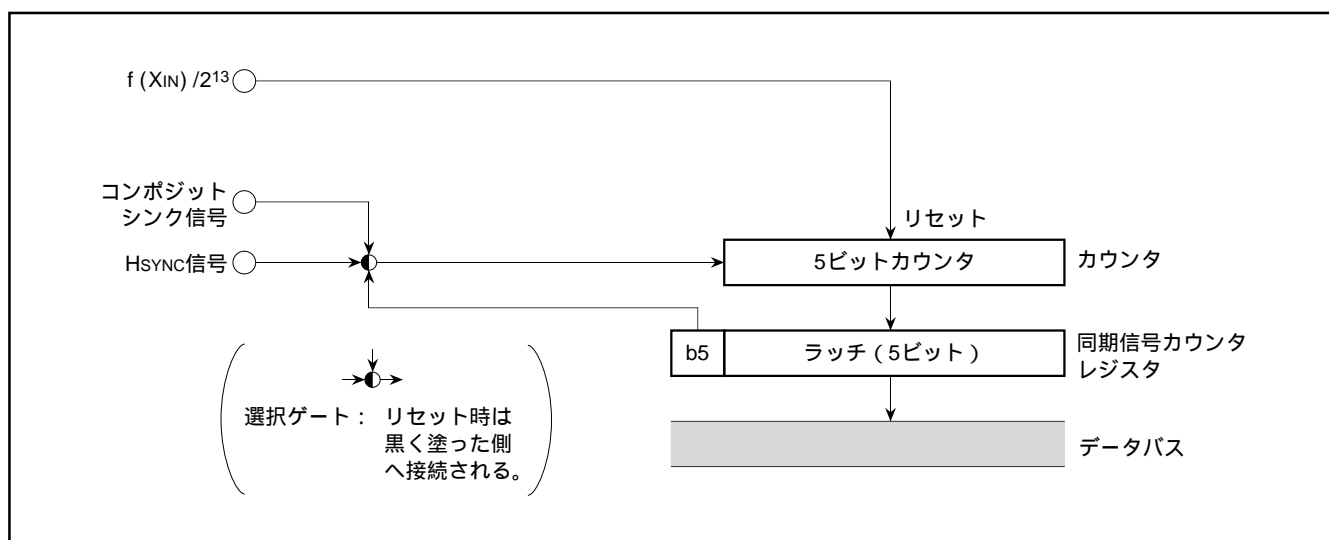 f (XIN) /2¹³
コンポジット
シンク信号
HSYNC信号
リセット
5ビットカウンタ
カウンタ
b5
ラッチ（5ビット）
同期信号カウンタ
レジスタ
データバス
選択ゲート： リセット時は
黒く塗った側
へ接続される。